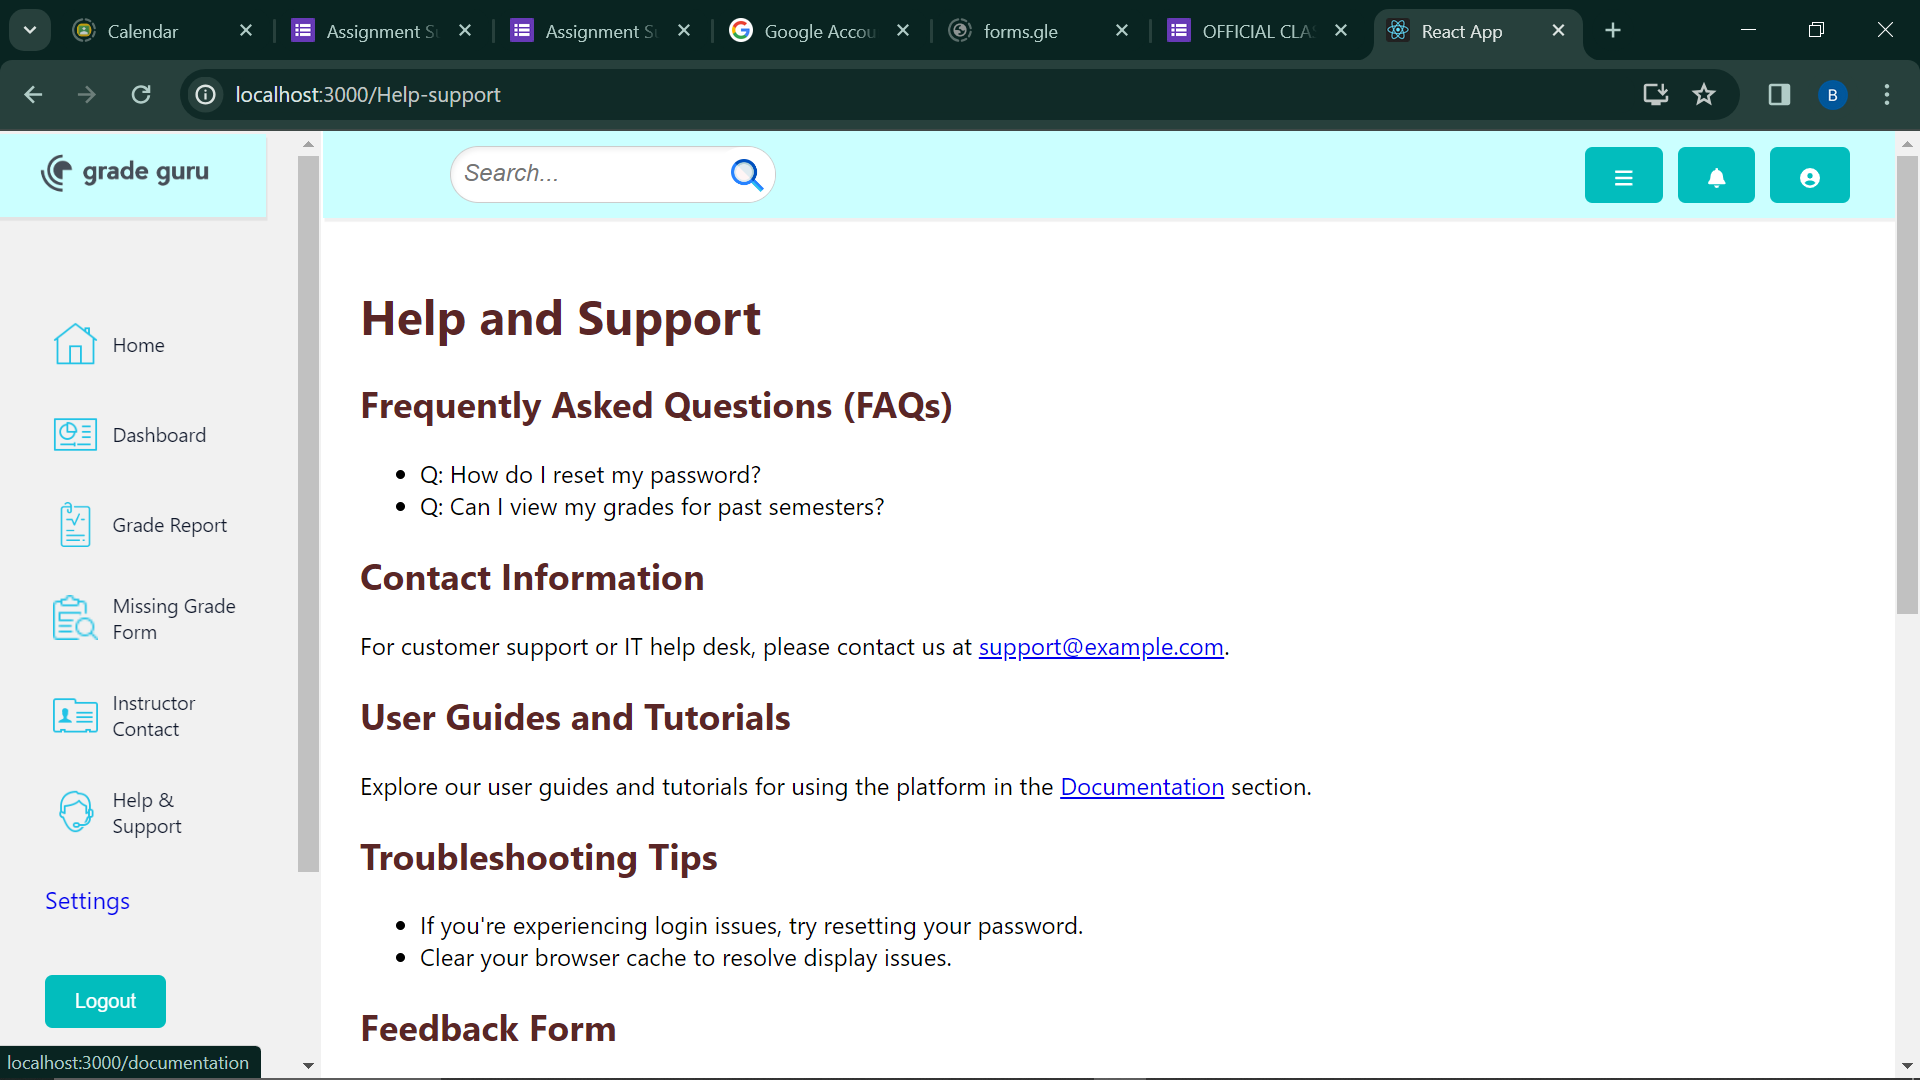 Calendar
Assignment S
Assignment S
Google Accou
forms.gle
OFFICIAL CLA
React App
localhost:3000/Help-support
B
grade guru
Search...
Home
Dashboard
Grade Report
Missing Grade
Form
Instructor
Contact
Help &
Support
Settings
Logout
Help and Support
Frequently Asked Questions (FAQs)
Q: How do I reset my password?
Q: Can I view my grades for past semesters?
Contact Information
For customer support or IT help desk, please contact us at support@example.com.
User Guides and Tutorials
Explore our user guides and tutorials for using the platform in the Documentation section.
Troubleshooting Tips
If you're experiencing login issues, try resetting your password.
Clear your browser cache to resolve display issues.
Feedback Form
localhost:3000/documentation